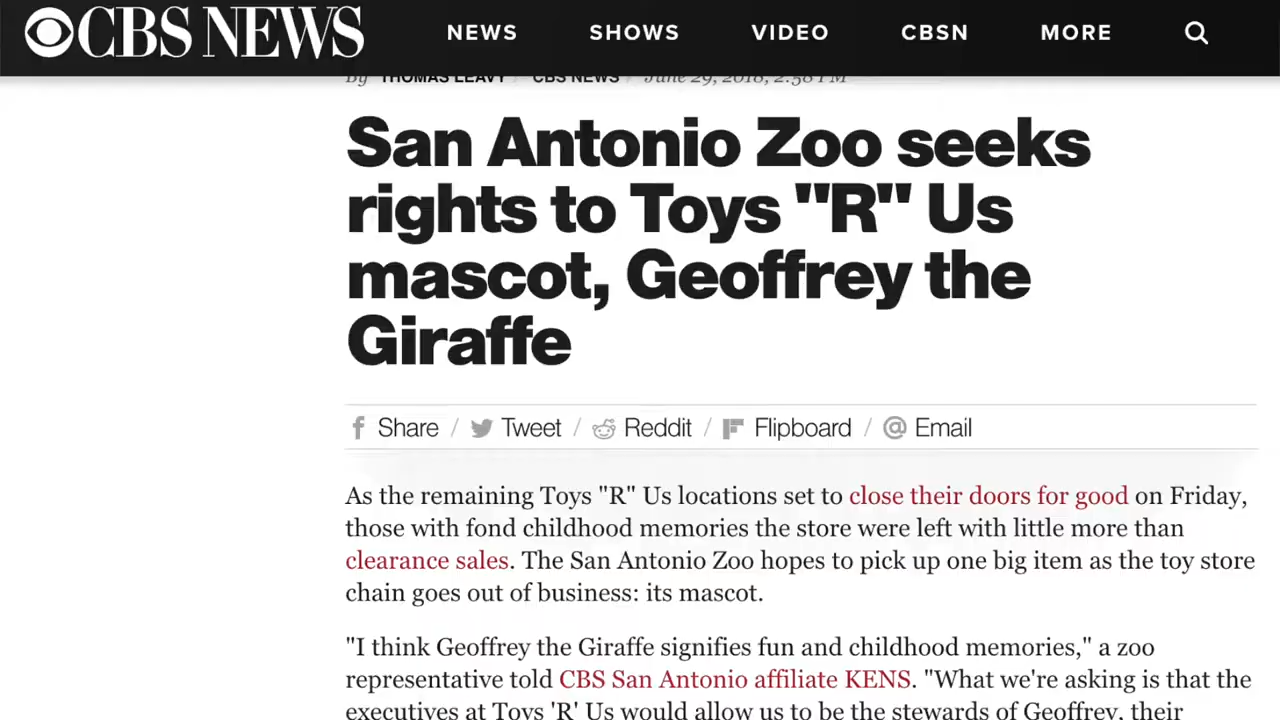 CBS NEWS NEWS SHOWS VIDEO CBSN MORE
By THOMAS LEAVY / CBS NEWS / June 29, 2018, 2:58 PM
San Antonio Zoo seeks
rights to Toys "R" Us
mascot, Geoffrey the
Giraffe
Share / Tweet / Reddit / Flipboard / @ Email
As the remaining Toys "R" Us locations set to close their doors for good on Friday,
those with fond childhood memories the store were left with little more than
clearance sales. The San Antonio Zoo hopes to pick up one big item as the toy store
chain goes out of business: its mascot.
"I think Geoffrey the Giraffe signifies fun and childhood memories," a zoo
representative told CBS San Antonio affiliate KENS. "What we're asking is that the
executives at Toys 'R' Us would allow us to be the stewards of Geoffrey, their